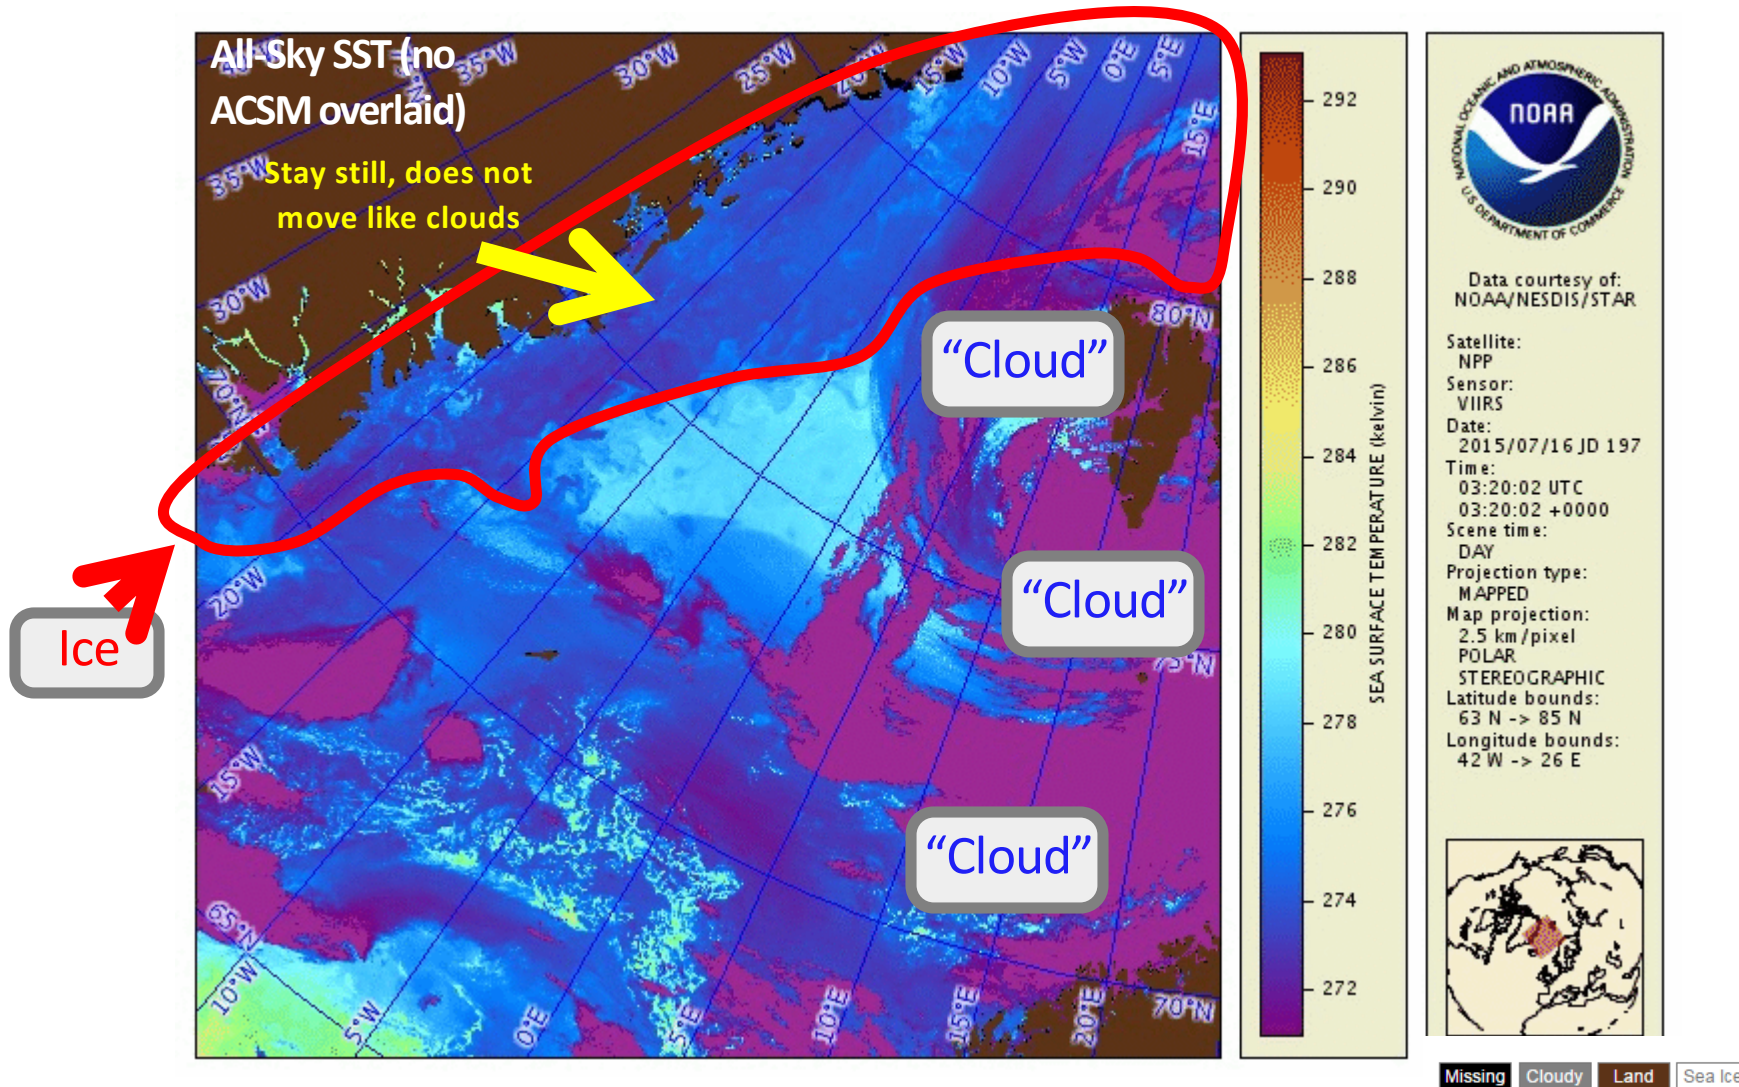 All-Sky SST (no
ACSM overlaid)
Stay still, does not
move like clouds
40°W
35°W
30°W
25°W
20°W
15°W
10°W
5°W
0°E
5°E
15°E
35°W
30°W
70°N
20°W
15°W
65°N
10°W
5°W
0°E
5°E
10°E
15°E
20°E
70°N
75°N
80°N
"Cloud"
"Cloud"
"Cloud"
Ice
292
290
288
286
284
282
280
278
276
274
272
SEA SURFACE TEMPERATURE (kelvin)
NATIONAL OCEANIC AND ATMOSPHERIC ADMINISTRATION
NOAA
U.S. DEPARTMENT OF COMMERCE
Data courtesy of:
NOAA/NESDIS/STAR
Satellite:
NPP
Sensor:
VIIRS
Date:
2015/07/16 JD 197
Time:
03:20:02 UTC
03:20:02 +0000
Scene time:
DAY
Projection type:
MAPPED
Map projection:
2.5 km/pixel
POLAR
STEREOGRAPHIC
Latitude bounds:
63 N -> 85 N
Longitude bounds:
42 W -> 26 E
Missing
Cloudy
Land
Sea Ice